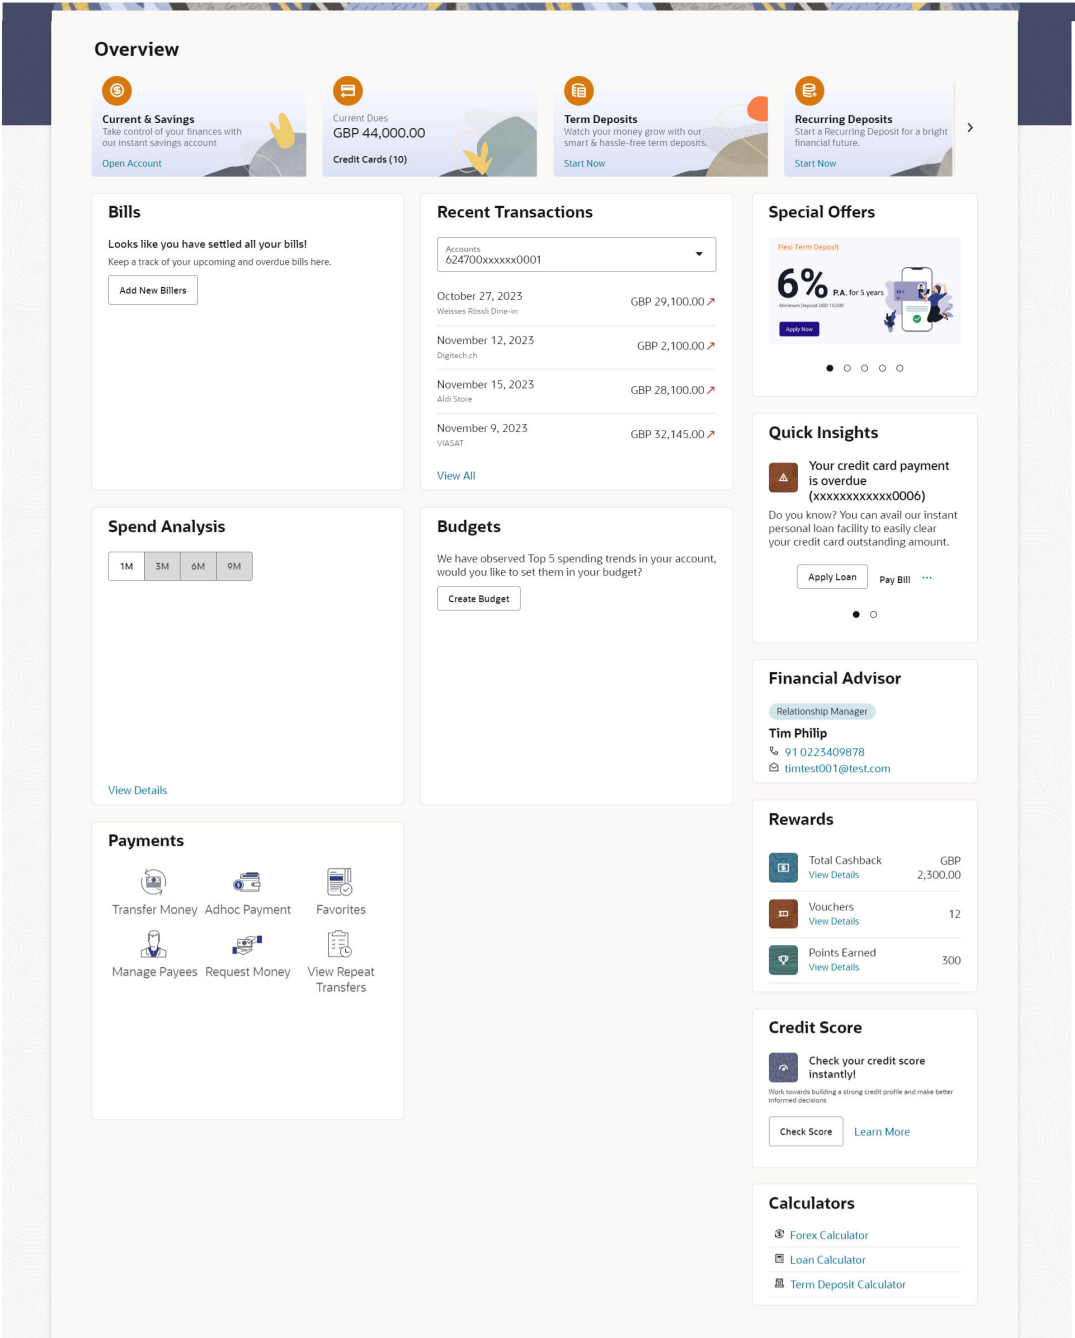 Overview
Current & Savings
Take control of your finances with
our instant savings account
Open Account
Current Dues
GBP 44,000.00
Credit Cards (10)
Term Deposits
Watch your money grow with our
smart & hassle-free term deposits.
Start Now
Recurring Deposits
Start a Recurring Deposit for a bright
financial future.
Start Now
Bills
Looks like you have settled all your bills!
Keep a track of your upcoming and overdue bills here.
Add New Billers
Recent Transactions
Accounts
624700xxxxxx0001
October 27, 2023
GBP 29,100.00
Weisses Rössli Dine-in
November 12, 2023
GBP 2,100.00
Digitech.ch
November 15, 2023
GBP 28,100.00
Aldi Store
November 9, 2023
GBP 32,145.00
VIASAT
View All
Special Offers
Flexi Term Deposit
6% P.A. for 5 years
Minimum Deposit USD 10,000
Apply Now
Quick Insights
Your credit card payment
is overdue
(xxxxxxxxxxxx0006)
Do you know? You can avail our instant
personal loan facility to easily clear
your credit card outstanding amount.
Apply Loan
Pay Bill
Spend Analysis
1M 3M 6M 9M
View Details
Budgets
We have observed Top 5 spending trends in your account,
would you like to set them in your budget?
Create Budget
Financial Advisor
Relationship Manager
Tim Philip
91 0223409878
timtest001@test.com
Payments
Transfer Money
Adhoc Payment
Favorites
Manage Payees
Request Money
View Repeat
Transfers
Rewards
Total Cashback
View Details
GBP
2,300.00
Vouchers
View Details
12
Points Earned
View Details
300
Credit Score
Check your credit score
instantly!
Work towards building a strong credit profile and make better
informed decisions
Check Score
Learn More
Calculators
Forex Calculator
Loan Calculator
Term Deposit Calculator